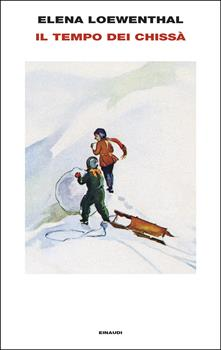 ELENA LOEWENTHAL
IL TEMPO DEI CHISSÀ
EINAUDI